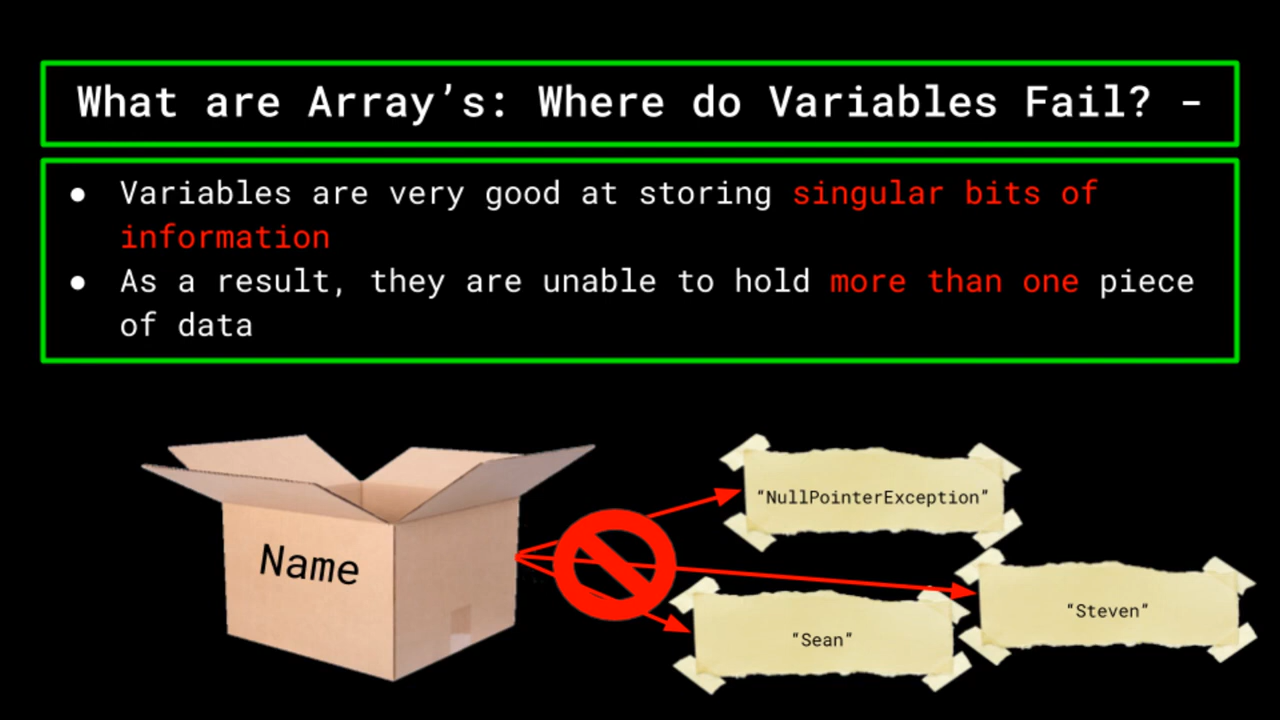 What are Array’s: Where do Variables Fail? -
● Variables are very good at storing singular bits of
information
● As a result, they are unable to hold more than one piece
of data
Name
“NullPointerException”
“Steven”
“Sean”